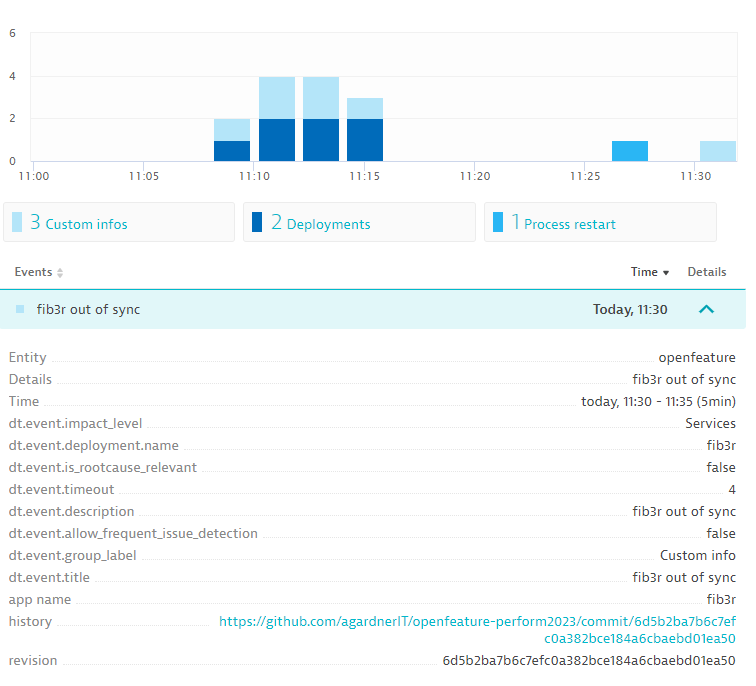 6
4
2
0
11:00 11:05 11:10 11:15 11:20 11:25 11:30
3 Custom infos 2 Deployments 1 Process restart
Events Time Details
fib3r out of sync Today, 11:30
Entity openfeature
Details fib3r out of sync
Time today, 11:30 - 11:35 (5min)
dt.event.impact_level Services
dt.event.deployment.name fib3r
dt.event.is_rootcause_relevant false
dt.event.timeout 4
dt.event.description fib3r out of sync
dt.event.allow_frequent_issue_detection false
dt.event.group_label Custom info
dt.event.title fib3r out of sync
app name fib3r
history https://github.com/agardnerIT/openfeature-perform2023/commit/6d5b2ba7b6c7ef
c0a382bce184a6cbaebd01ea50
revision 6d5b2ba7b6c7efc0a382bce184a6cbaebd01ea50